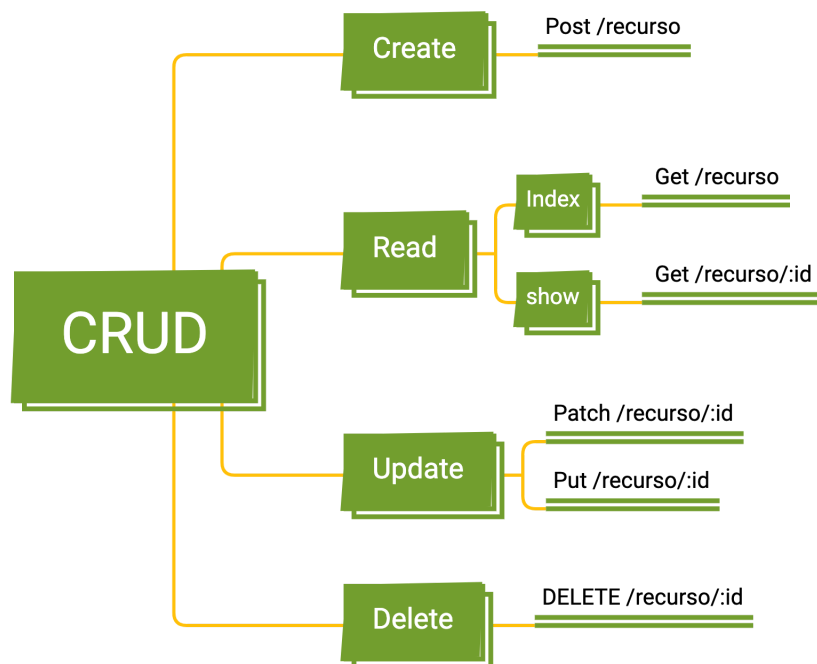 Create
Post /recurso
Read
Index
Get /recurso
show
Get /recurso/:id
CRUD
Update
Patch /recurso/:id
Put /recurso/:id
Delete
DELETE /recurso/:id